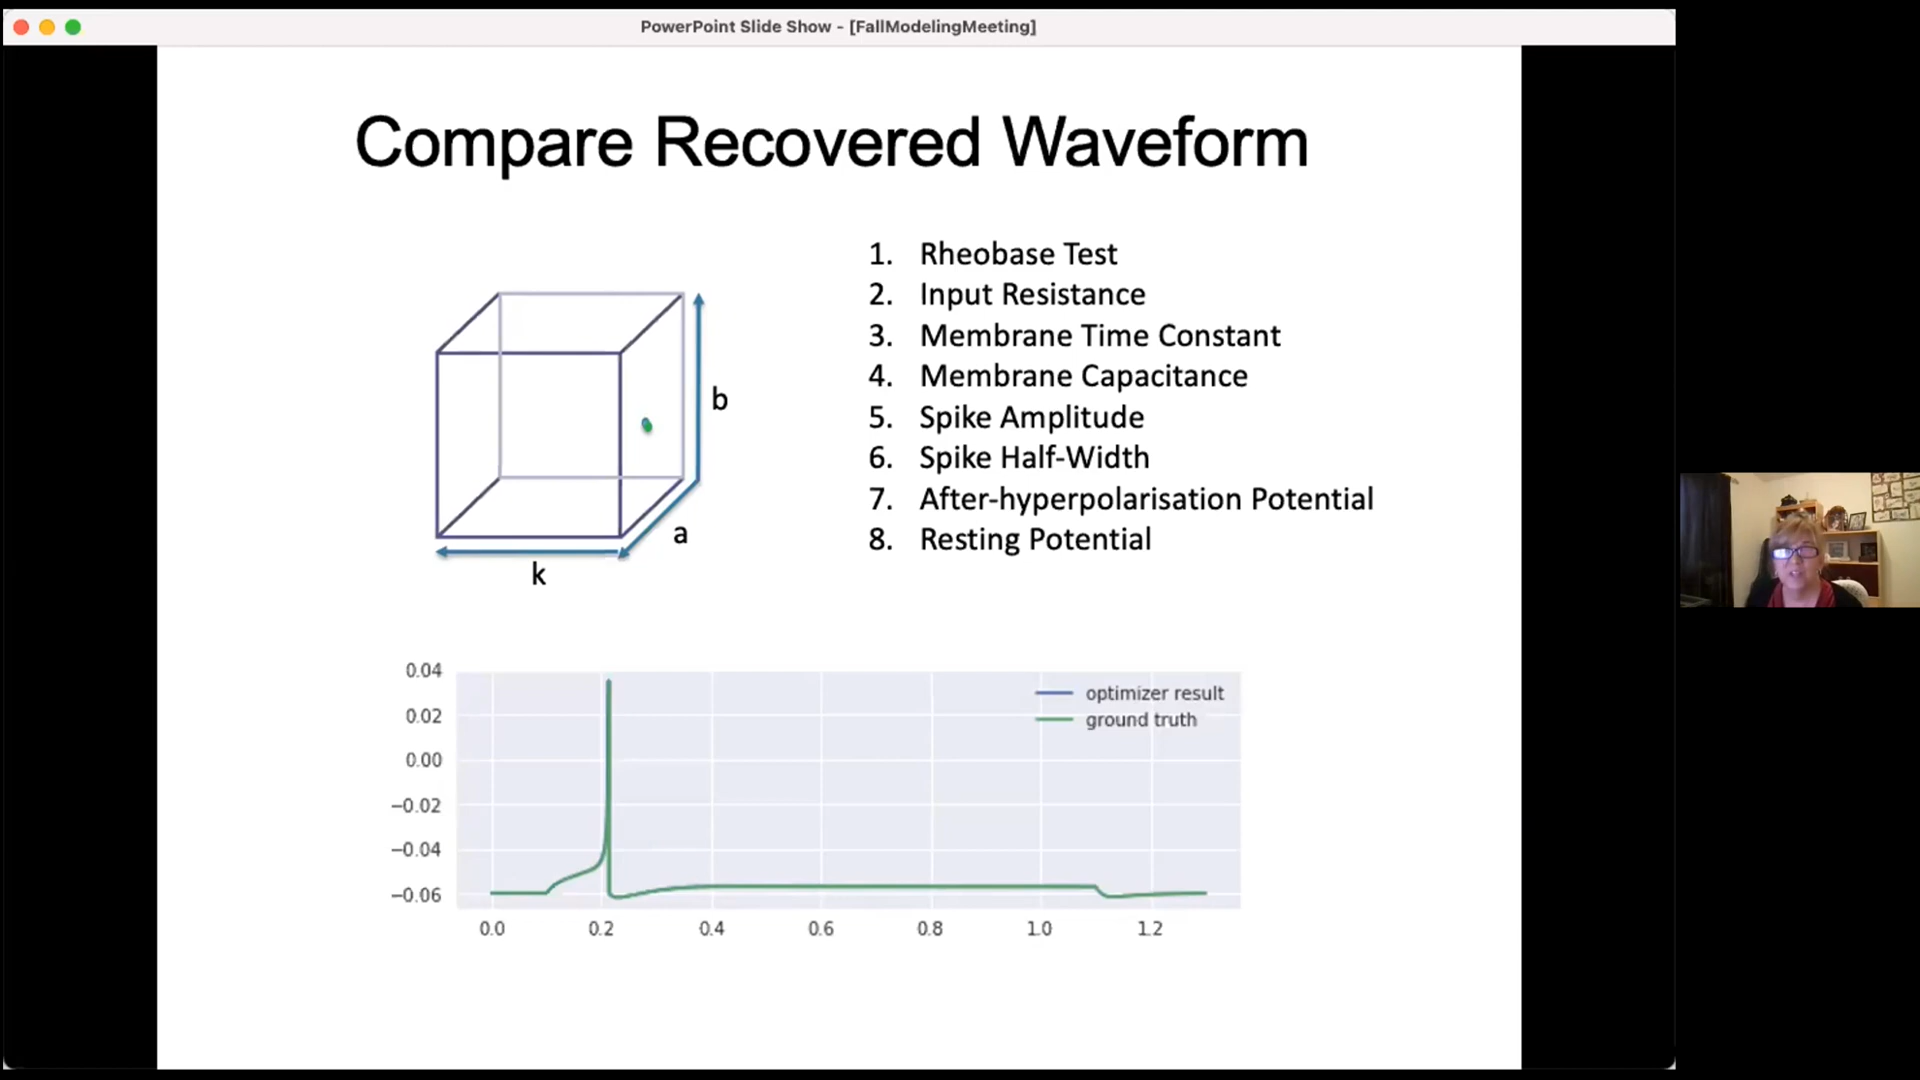 PowerPoint Slide Show - [FallModelingMeeting]
Compare Recovered Waveform
1. Rheobase Test
2. Input Resistance
3. Membrane Time Constant
4. Membrane Capacitance
5. Spike Amplitude
6. Spike Half-Width
7. After-hyperpolarisation Potential
8. Resting Potential
b
a
k
0.04
0.02
0.00
−0.02
−0.04
−0.06
optimizer result
ground truth
0.0 0.2 0.4 0.6 0.8 1.0 1.2